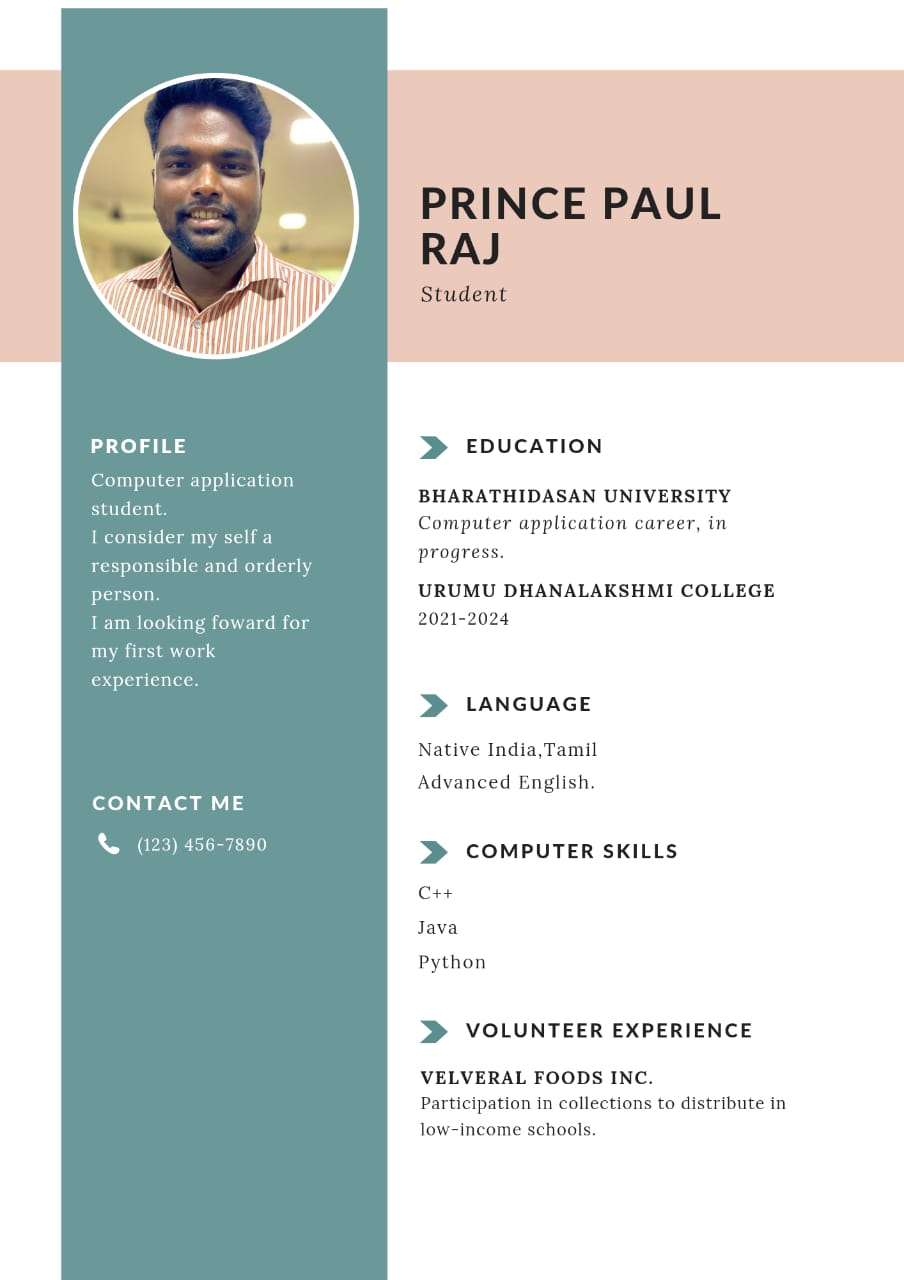 PRINCE PAUL
RAJ
Student
PROFILE
Computer application
student.
I consider my self a
responsible and orderly
person.
I am looking foward for
my first work
experience.
CONTACT ME
(123) 456-7890
EDUCATION
BHARATHIDASAN UNIVERSITY
Computer application career, in
progress.
URUMU DHANALAKSHMI COLLEGE
2021-2024
LANGUAGE
Native India,Tamil
Advanced English.
COMPUTER SKILLS
C++
Java
Python
VOLUNTEER EXPERIENCE
VELVERAL FOODS INC.
Participation in collections to distribute in
low-income schools.